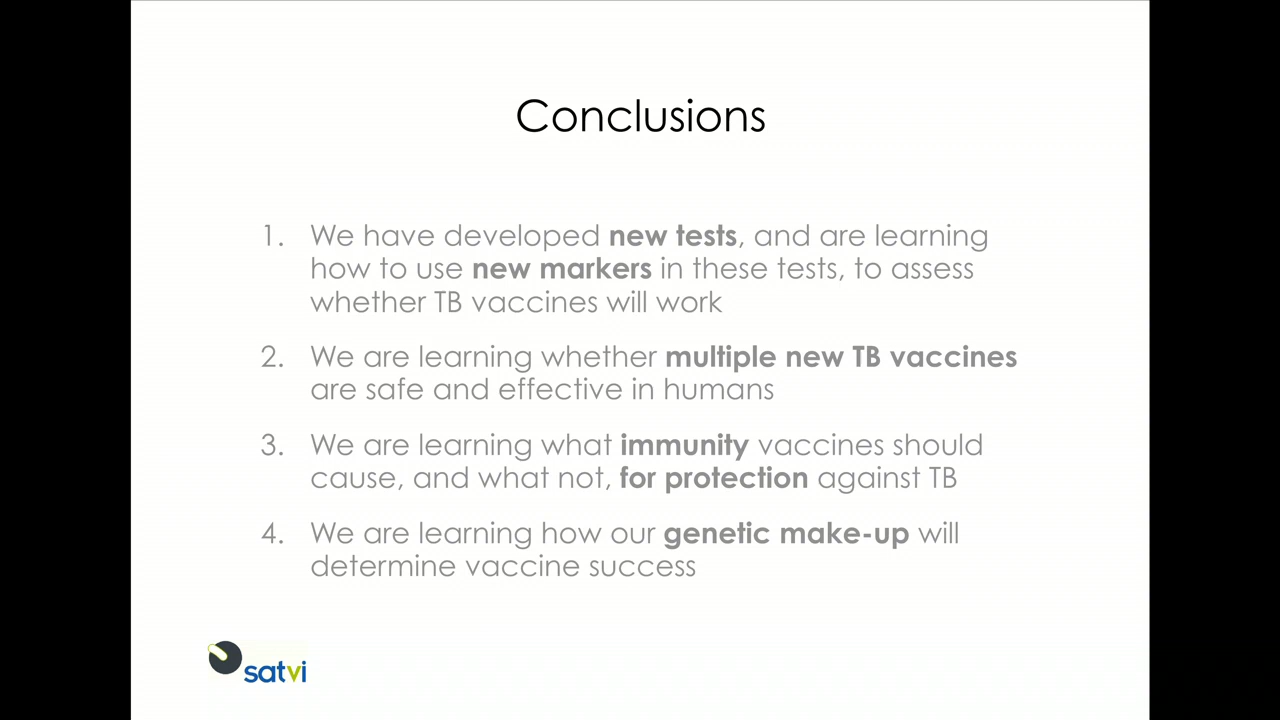 Conclusions
1. We have developed new tests, and are learning
how to use new markers in these tests, to assess
whether TB vaccines will work
2. We are learning whether multiple new TB vaccines
are safe and effective in humans
3. We are learning what immunity vaccines should
cause, and what not, for protection against TB
4. We are learning how our genetic make-up will
determine vaccine success
satvi